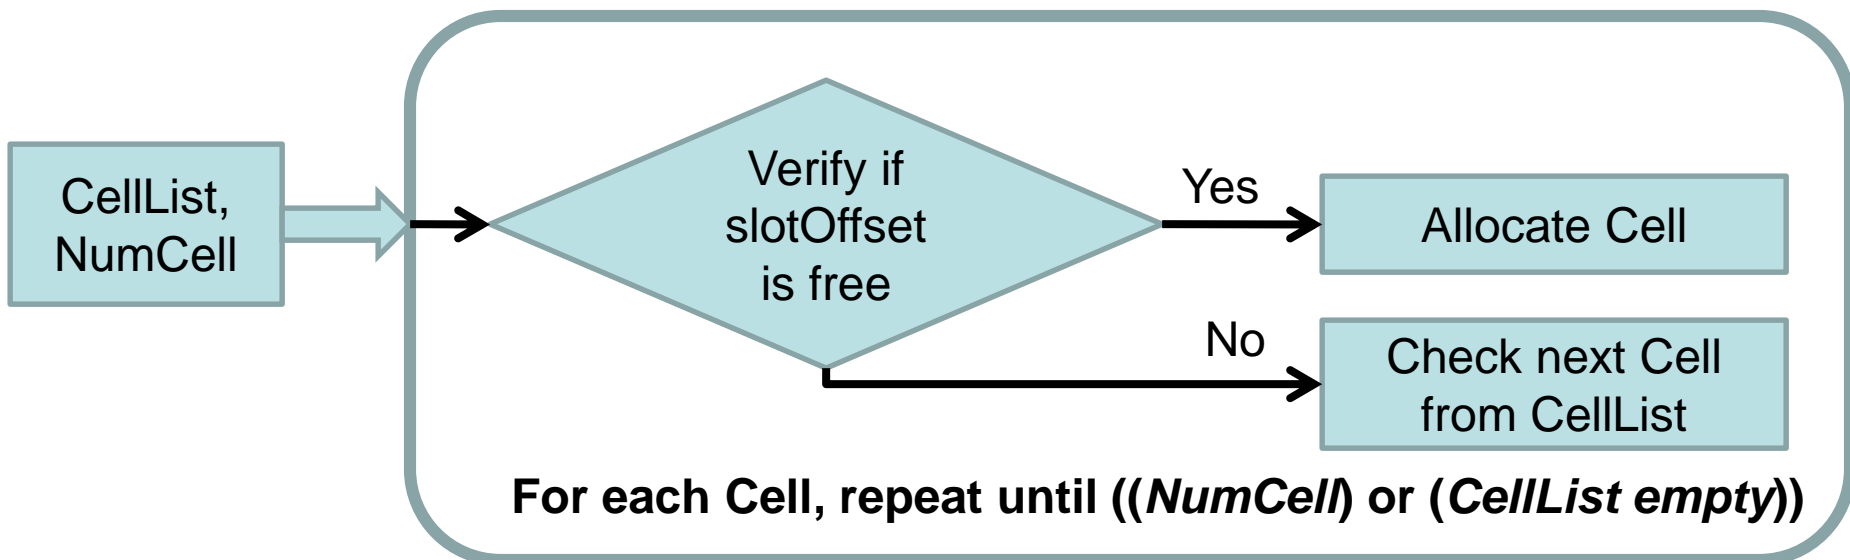 CellList,
NumCell
Verify if
slotOffset
is free
Yes
Allocate Cell
No
Check next Cell
from CellList
For each Cell, repeat until ((NumCell) or (CellList empty))